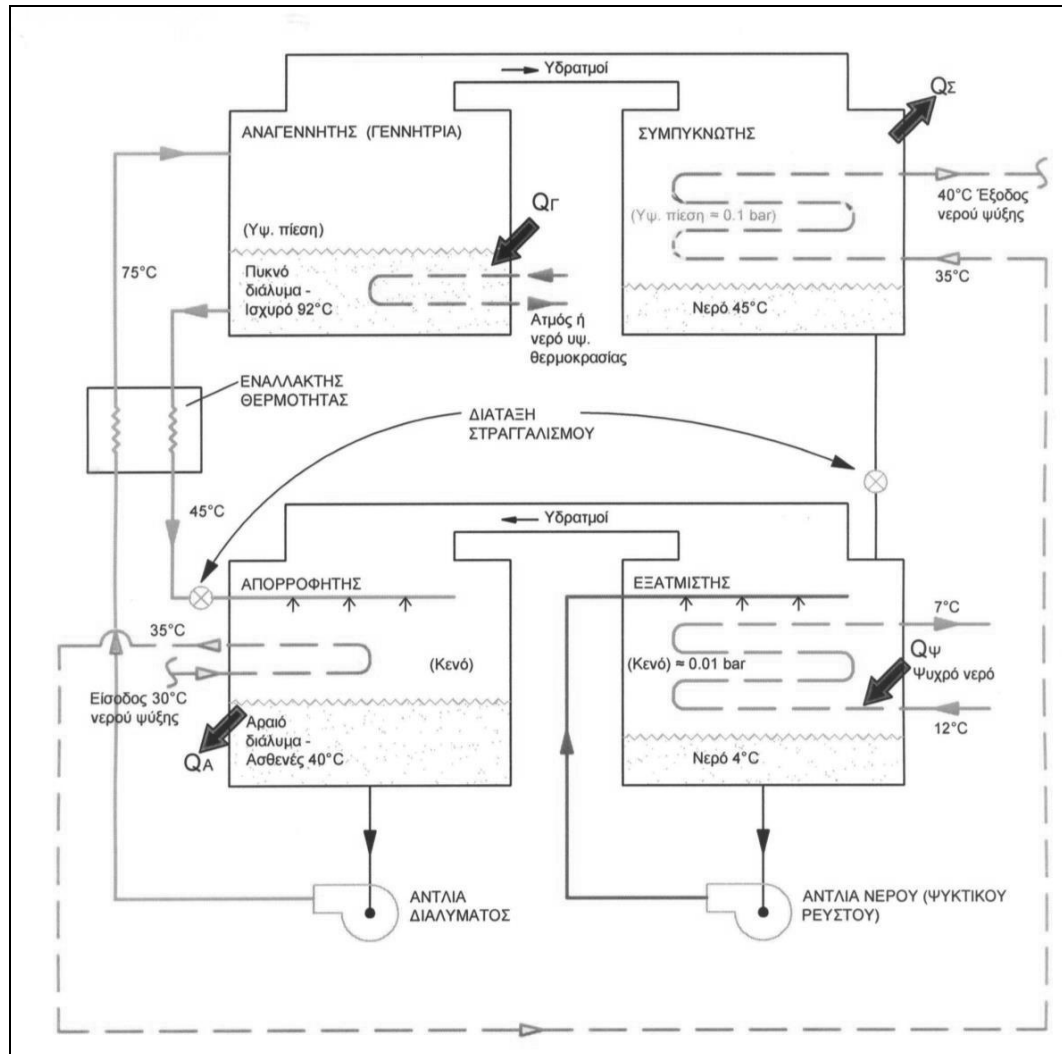 Υδρατμοί
QΣ
ΑΝΑΓΕΝΝΗΤΗΣ (ΓΕΝΝΗΤΡΙΑ)
ΣΥΜΠΥΚΝΩΤΗΣ
40°C Έξοδος
νερού ψύξης
QΓ
(Υψ. πίεση ≈ 0.1 bar)
(Υψ. πίεση)
75°C
35°C
Πυκνό
διάλυμα -
Ισχυρό 92°C
Ατμός ή
νερό υψ.
θερμοκρασίας
Νερό 45°C
ΕΝΑΛΛΑΚΤΗΣ
ΘΕΡΜΟΤΗΤΑΣ
ΔΙΑΤΑΞΗ
ΣΤΡΑΓΓΑΛΙΣΜΟΥ
45°C
Υδρατμοί
ΑΠΟΡΡΟΦΗΤΗΣ
ΕΞΑΤΜΙΣΤΗΣ
7°C
35°C
(Κενό)
(Κενό) ≈ 0.01 bar
QΨ
Ψυχρό νερό
Είσοδος 30°C
νερού ψύξης
12°C
Αραιό
διάλυμα -
Ασθενές 40°C
QΑ
Νερό 4°C
ΑΝΤΛΙΑ
ΔΙΑΛΥΜΑΤΟΣ
ΑΝΤΛΙΑ ΝΕΡΟΥ (ΨΥΚΤΙΚΟΥ
ΡΕΥΣΤΟΥ)